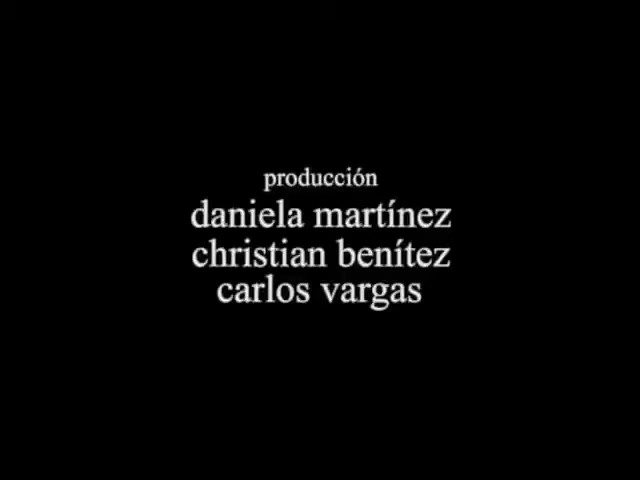 producción
daniela martínez
christian benítez
carlos vargas